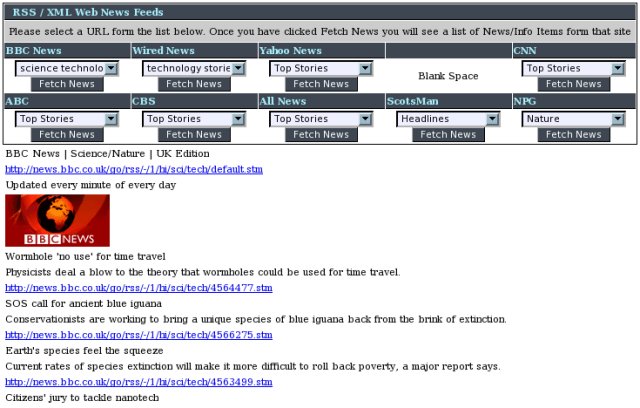 RSS / XML Web News Feeds
Please select a URL form the list below. Once you have clicked Fetch News you will see a list of News/Info Items form that site
BBC News Wired News Yahoo News CNN
science technolo technology storie Top Stories Blank Space Top Stories
Fetch News Fetch News Fetch News Fetch News
ABC CBS All News ScotsMan NPG
Top Stories Top Stories Top Stories Headlines Nature
Fetch News Fetch News Fetch News Fetch News Fetch News
BBC News | Science/Nature | UK Edition
http://news.bbc.co.uk/go/rss/-/1/hi/sci/tech/default.stm
Updated every minute of every day
BBC NEWS
Wormhole 'no use' for time travel
Physicists deal a blow to the theory that wormholes could be used for time travel.
http://news.bbc.co.uk/go/rss/-/1/hi/sci/tech/4564477.stm
SOS call for ancient blue iguana
Conservationists are working to bring a unique species of blue iguana back from the brink of extinction.
http://news.bbc.co.uk/go/rss/-/1/hi/sci/tech/4566275.stm
Earth's species feel the squeeze
Current rates of species extinction will make it more difficult to roll back poverty, a major report says.
http://news.bbc.co.uk/go/rss/-/1/hi/sci/tech/4563499.stm
Citizens' jury to tackle nanotech